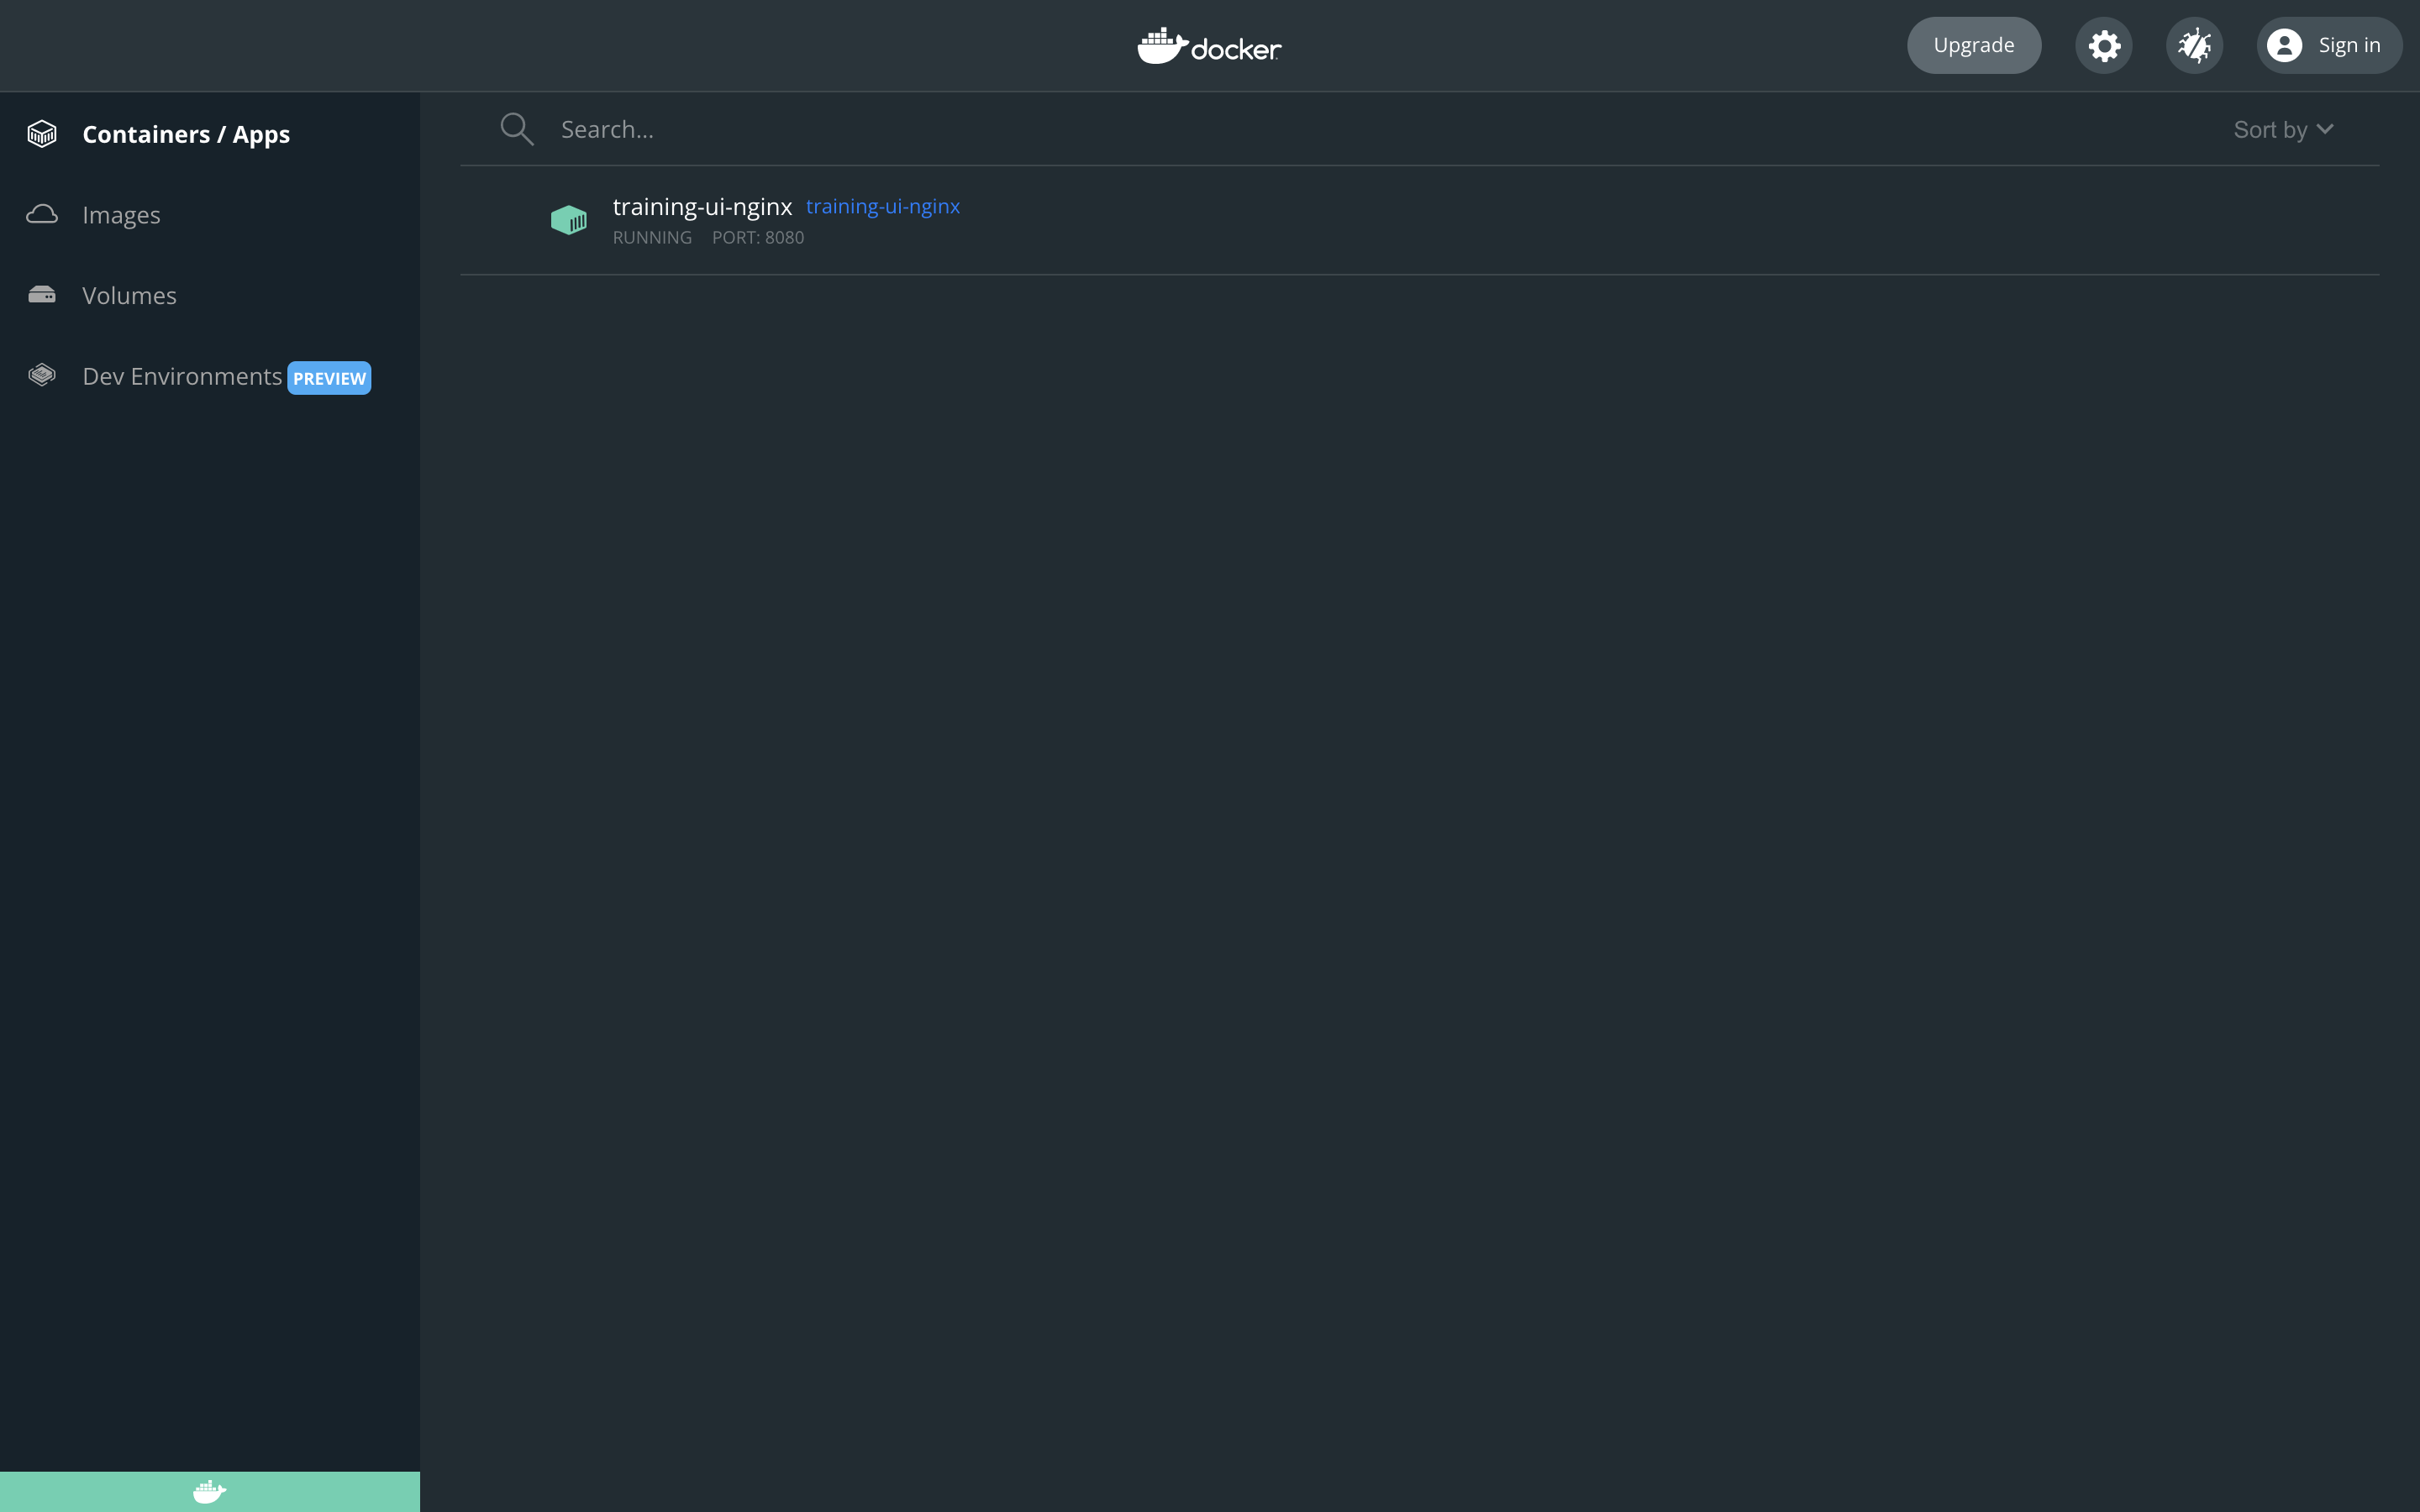 docker
Upgrade
Sign in
Containers / Apps
Images
Volumes
Dev Environments PREVIEW
Search...
Sort by
training-ui-nginx training-ui-nginx
RUNNING PORT: 8080